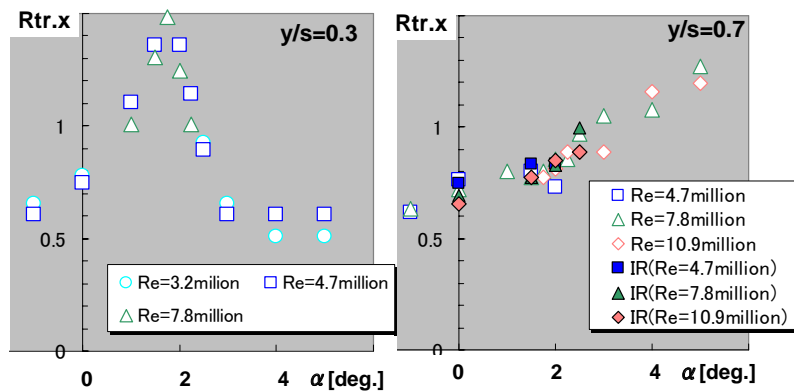 Rtr.x
y/s=0.3
1
0.5
0
0 2 4 α[deg.]
Re=3.2milion
Re=4.7million
Re=7.8million
Rtr.x
y/s=0.7
1
0.5
0
0 2 4 α[deg.]
Re=4.7million
Re=7.8million
Re=10.9million
IR(Re=4.7million)
IR(Re=7.8million)
IR(Re=10.9million)